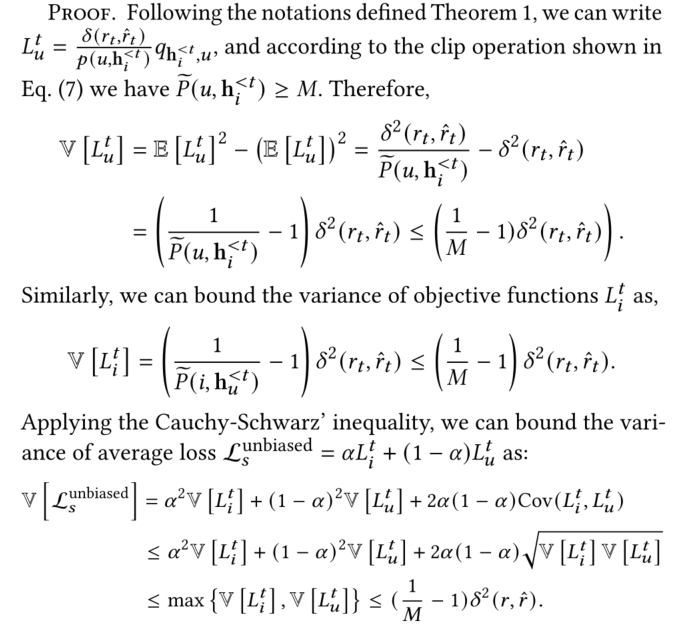 PROOF. Following the notations defined Theorem 1, we can write
$L_u^t = \frac{\delta(r_t, \hat{r}_t)}{p(u, \mathbf{h}_i^{<t})} q_{\mathbf{h}_i^{<t}, u}$, and according to the clip operation shown in
Eq. (7) we have $\widetilde{P}(u, \mathbf{h}_i^{<t}) \geq M$. Therefore,
$\mathbb{V}\left[L_u^t\right] = \mathbb{E}\left[L_u^t\right]^2 - \left(\mathbb{E}\left[L_u^t\right]\right)^2 = \frac{\delta^2(r_t, \hat{r}_t)}{\widetilde{P}(u, \mathbf{h}_i^{<t})} - \delta^2(r_t, \hat{r}_t)$
$= \left(\frac{1}{\widetilde{P}(u, \mathbf{h}_i^{<t})} - 1\right) \delta^2(r_t, \hat{r}_t) \leq \left(\frac{1}{M} - 1) \delta^2(r_t, \hat{r}_t)\right).$
Similarly, we can bound the variance of objective functions $L_i^t$ as,
$\mathbb{V}\left[L_i^t\right] = \left(\frac{1}{\widetilde{P}(i, \mathbf{h}_u^{<t})} - 1\right) \delta^2(r_t, \hat{r}_t) \leq \left(\frac{1}{M} - 1\right) \delta^2(r_t, \hat{r}_t).$
Applying the Cauchy-Schwarz' inequality, we can bound the vari-
ance of average loss $\mathcal{L}_s^{\text{unbiased}} = \alpha L_i^t + (1 - \alpha) L_u^t$ as:
$\mathbb{V}\left[\mathcal{L}_s^{\text{unbiased}}\right] = \alpha^2 \mathbb{V}\left[L_i^t\right] + (1 - \alpha)^2 \mathbb{V}\left[L_u^t\right] + 2\alpha(1 - \alpha) \text{Cov}(L_i^t, L_u^t)$
$\leq \alpha^2 \mathbb{V}\left[L_i^t\right] + (1 - \alpha)^2 \mathbb{V}\left[L_u^t\right] + 2\alpha(1 - \alpha) \sqrt{\mathbb{V}\left[L_i^t\right] \mathbb{V}\left[L_u^t\right]}$
$\leq \max\left\{\mathbb{V}\left[L_i^t\right], \mathbb{V}\left[L_u^t\right]\right\} \leq (\frac{1}{M} - 1) \delta^2(r, \hat{r}).$